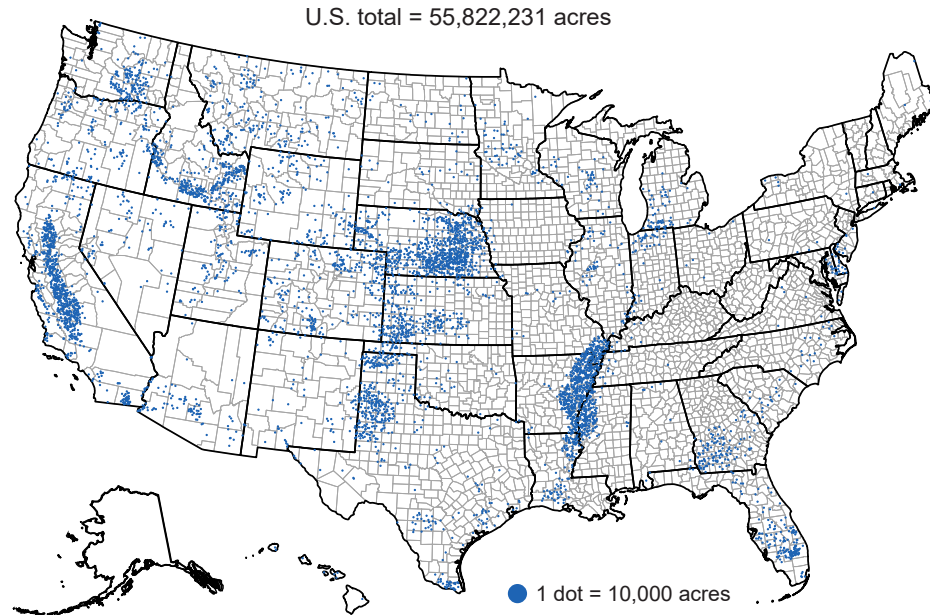 U.S. total = 55,822,231 acres
1 dot = 10,000 acres